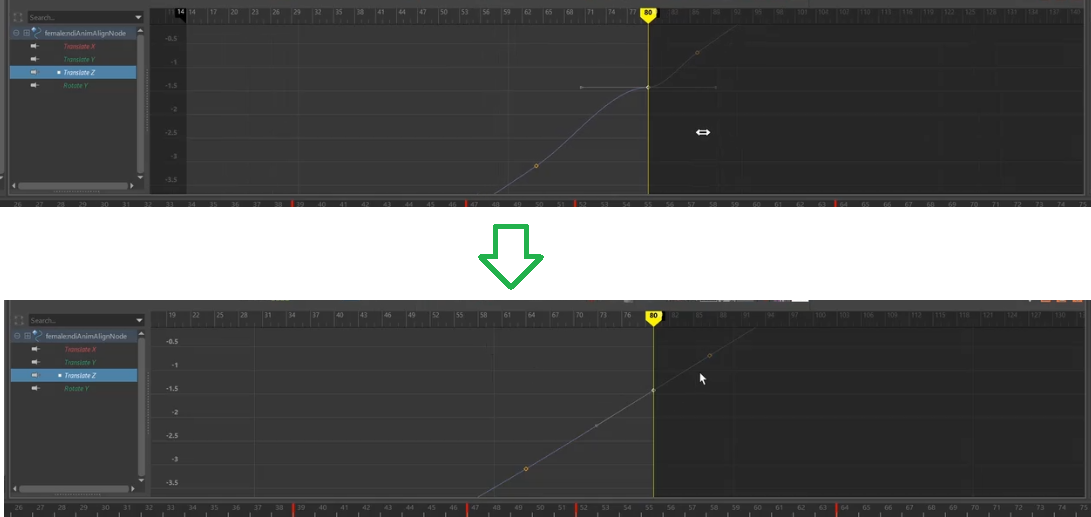 Search...
14 14 17 20 23 26 29 32 35 38 41 44 47 50 53 56 59 62 65 68 71 74 77 80
femalendiAnimAlignNode
Translate X
Translate Y
Translate Z
Rotate Y
-0.5
-1
-1.5
-2
-2.5
-3
-3.5
26 27 28 29 30 31 32 33 34 35 36 37 38 39 40 41 42 43 44 45 46 47 48 49 50 51 52 53 54 55 56 57 58 59 60 61 62 63 64 65 66 67 68 69 70 71 72 73 74 75
Search...
19 22 25 28 31 34 37 40 43 46 49 52 55 58 61 64 67 70 73 76 80
femalendiAnimAlignNode
Translate X
Translate Y
Translate Z
Rotate Y
-0.5
-1
-1.5
-2
-2.5
-3
-3.5
26 27 28 29 30 31 32 33 34 35 36 37 38 39 40 41 42 43 44 45 46 47 48 49 50 51 52 53 54 55 56 57 58 59 60 61 62 63 64 65 66 67 68 69 70 71 72 73 74 75